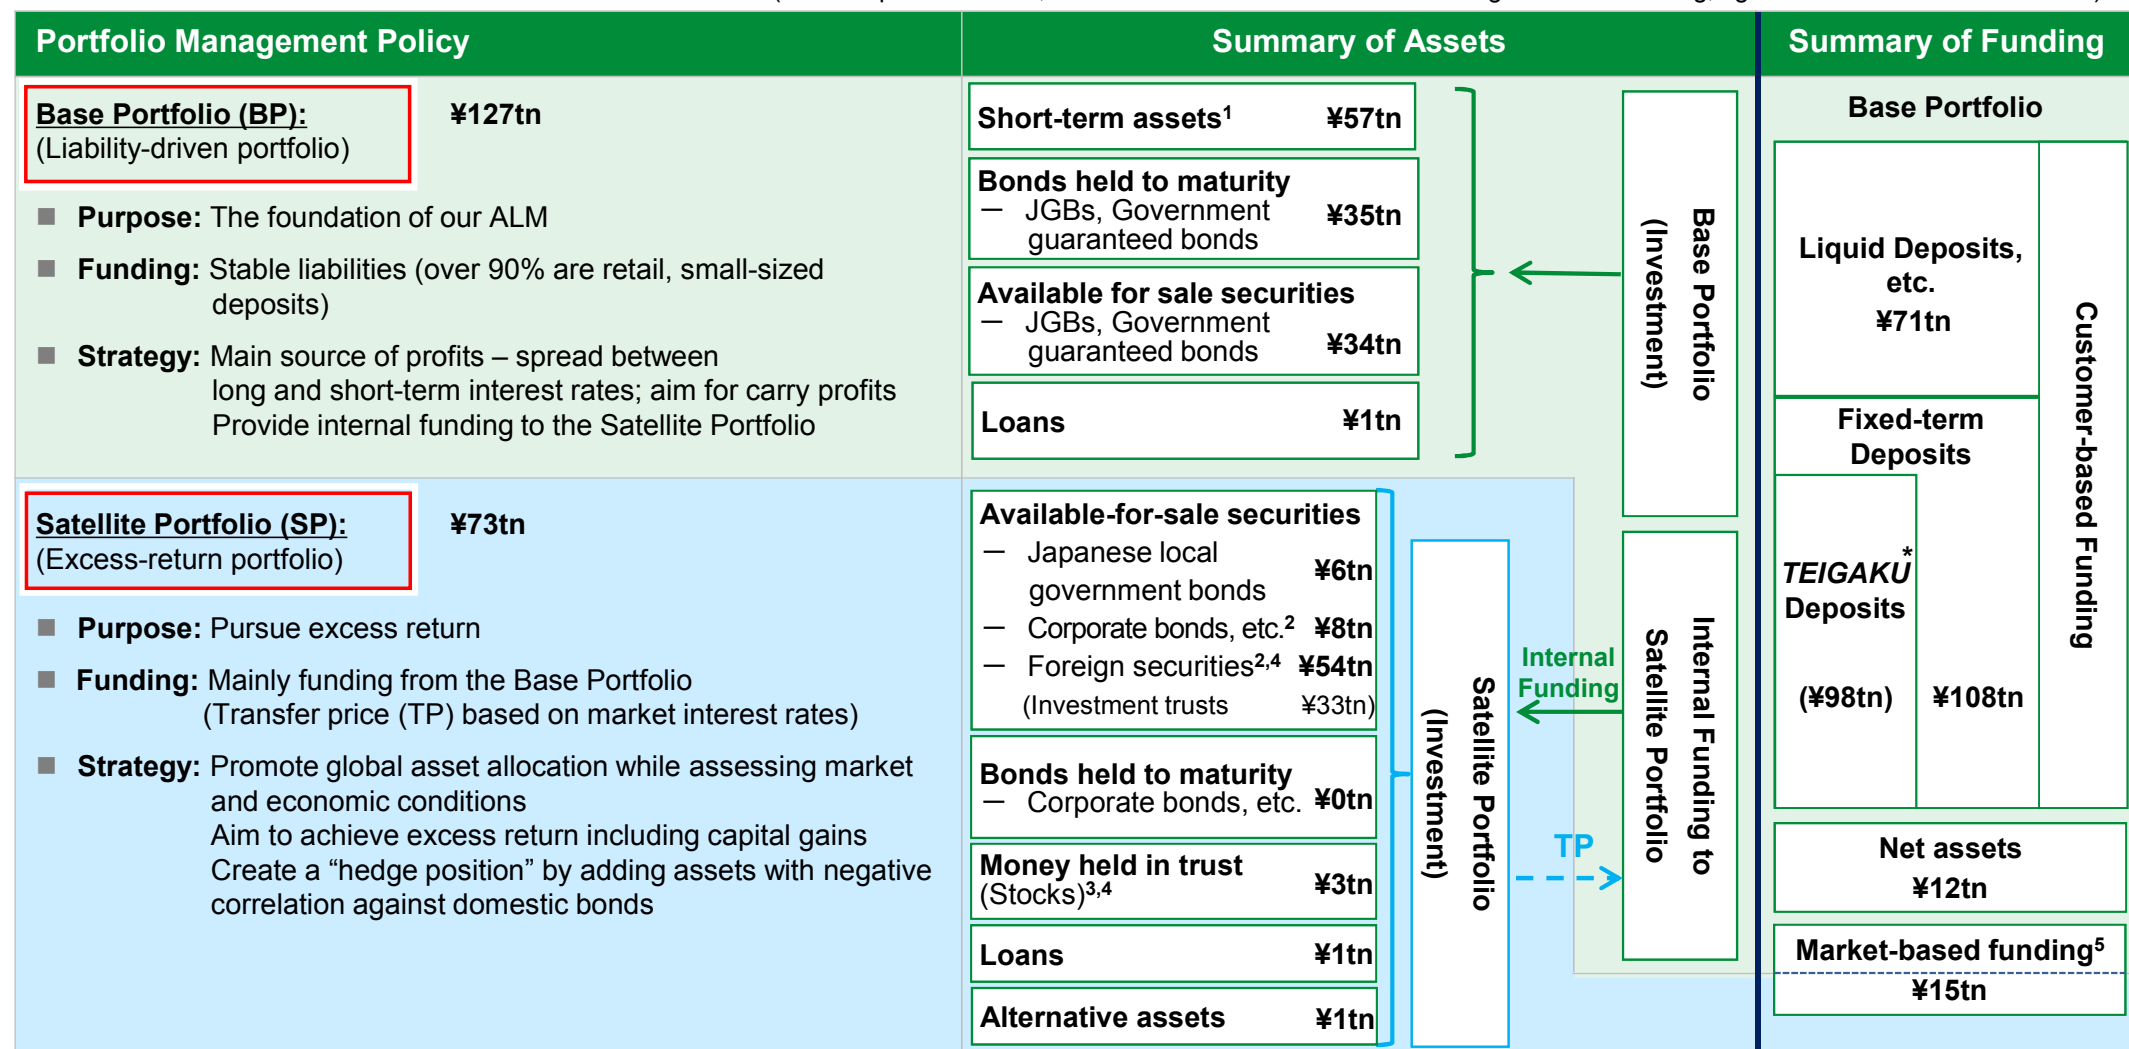 Portfolio Management Policy
Summary of Assets
Summary of Funding
Base Portfolio (BP):
(Liability-driven portfolio)
¥127tn
■ Purpose: The foundation of our ALM
■ Funding: Stable liabilities (over 90% are retail, small-sized
deposits)
■ Strategy: Main source of profits – spread between
long and short-term interest rates; aim for carry profits
Provide internal funding to the Satellite Portfolio
Satellite Portfolio (SP):
(Excess-return portfolio)
¥73tn
■ Purpose: Pursue excess return
■ Funding: Mainly funding from the Base Portfolio
(Transfer price (TP) based on market interest rates)
■ Strategy: Promote global asset allocation while assessing market
and economic conditions
Aim to achieve excess return including capital gains
Create a “hedge position” by adding assets with negative
correlation against domestic bonds
Short-term assets¹ ¥57tn
Bonds held to maturity
— JGBs, Government
guaranteed bonds
¥35tn
Available for sale securities
— JGBs, Government
guaranteed bonds
¥34tn
Loans ¥1tn
Available-for-sale securities
— Japanese local
government bonds
¥6tn
— Corporate bonds, etc.² ¥8tn
— Foreign securities²,⁴ ¥54tn
(Investment trusts ¥33tn)
Bonds held to maturity
— Corporate bonds, etc. ¥0tn
Money held in trust
(Stocks)³,⁴
¥3tn
Loans ¥1tn
Alternative assets ¥1tn
Base Portfolio
(Investment)
Satellite Portfolio
(Investment)
Internal
Funding
TP
Internal Funding to
Satellite Portfolio
Base Portfolio
Liquid Deposits,
etc.
¥71tn
Fixed-term
Deposits
TEIGAKU*
Deposits
(¥98tn)
¥108tn
Customer-based Funding
Net assets
¥12tn
Market-based funding⁵
¥15tn